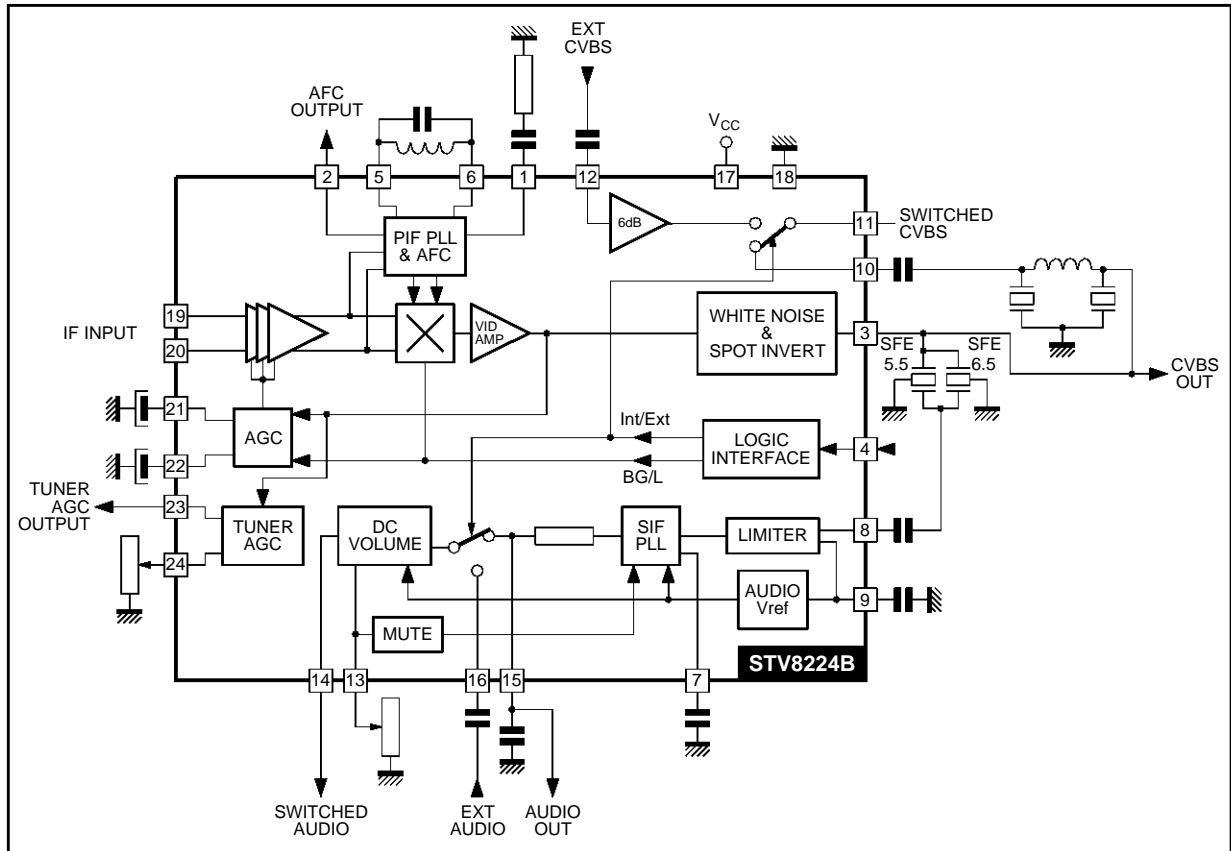 EXT
CVBS
AFC
OUTPUT
VCC
2
5
6
1
12
17
18
PIF PLL
& AFC
6dB
11
SWITCHED
CVBS
10
19
IF INPUT
20
VID
AMP
WHITE NOISE
&
SPOT INVERT
3
SFE
5.5
SFE
6.5
CVBS
OUT
21
AGC
22
Int/Ext
BG/L
LOGIC
INTERFACE
4
TUNER
AGC
OUTPUT
23
TUNER
AGC
24
DC
VOLUME
SIF
PLL
LIMITER
8
AUDIO
Vref
9
MUTE
STV8224B
14
13
16
15
7
SWITCHED
AUDIO
EXT
AUDIO
AUDIO
OUT